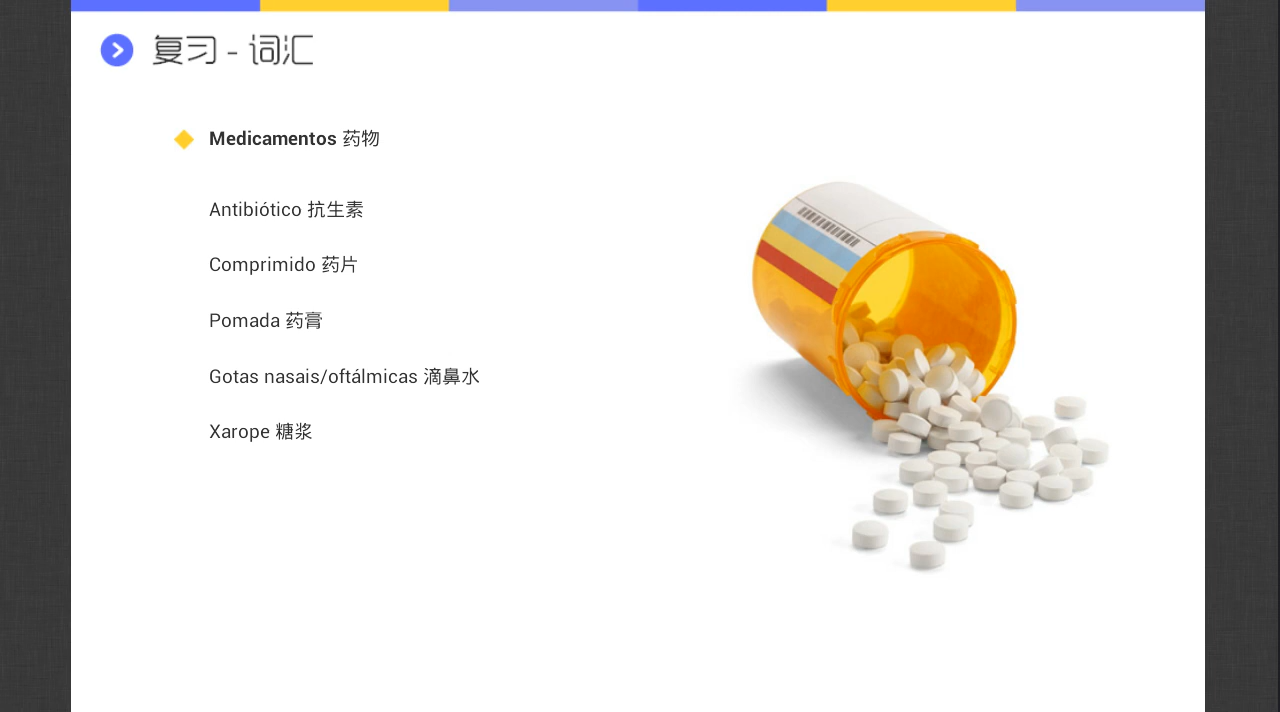 复习 - 词汇
Medicamentos 药物
Antibiótico 抗生素
Comprimido 药片
Pomada 药膏
Gotas nasais/oftálmicas 滴鼻水
Xarope 糖浆